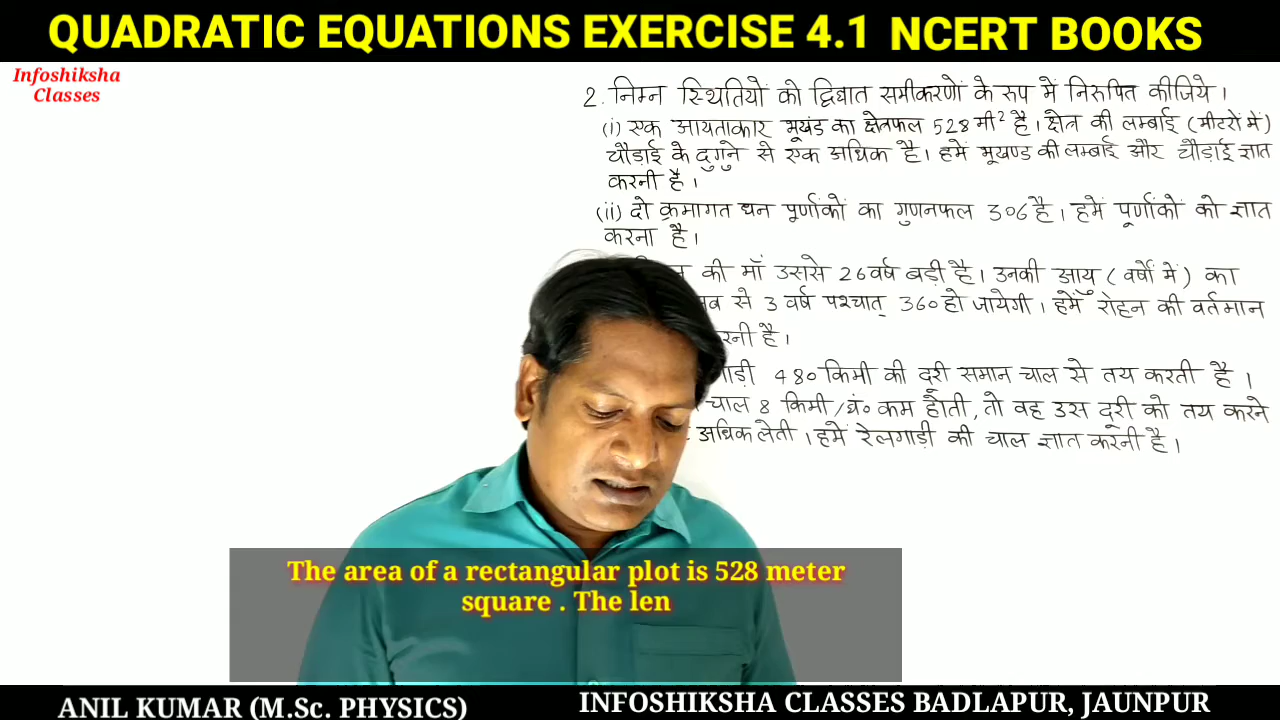 QUADRATIC EQUATIONS EXERCISE 4.1 NCERT BOOKS
Infoshiksha
Classes
2. निम्न स्थितियों को द्विघात समीकरणों के रूप में निरूपित कीजिये।
(i) एक आयताकार भूखंड का क्षेत्रफल 528 मी² है। क्षेत्र की लम्बाई (मीटरों में)
चौड़ाई के दुगुने से एक अधिक है। हमें भूखण्ड की लम्बाई और चौड़ाई ज्ञात
करनी है।
(ii) दो क्रमागत धन पूर्णांकों का गुणनफल 306 है। हमें पूर्णांकों को ज्ञात
करना है।
की माँ उससे 26 वर्ष बड़ी है। उनकी आयु (वर्षों में) का
से 3 वर्ष पश्चात् 360 हो जायेगी। हमें रोहन की वर्तमान
है।
480 किमी की दूरी समान चाल से तय करती है।
चाल 8 किमी/घं० कम होती, तो वह उस दूरी को तय करने
अधिक लेती। हमें रेलगाड़ी की चाल ज्ञात करनी है।
The area of a rectangular plot is 528 meter
square . The len
ANIL KUMAR (M.Sc. PHYSICS)
INFOSHIKSHA CLASSES BADLAPUR, JAUNPUR